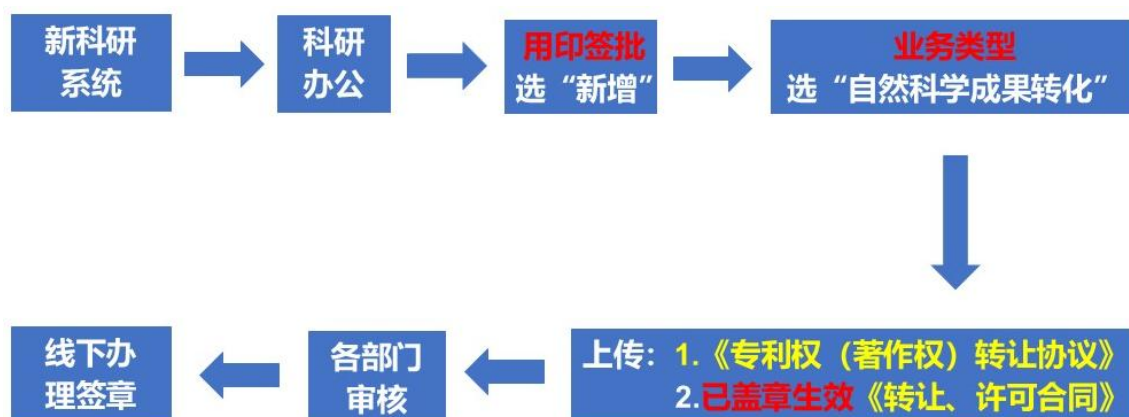 新科研
系统
科研
办公
用印签批
选“新增”
业务类型
选“自然科学成果转化”
上传：1.《专利权（著作权）转让协议》
2.已盖章生效《转让、许可合同》
各部门
审核
线下办
理签章